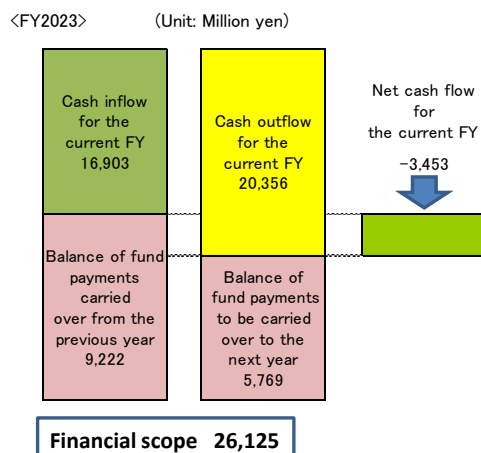 <FY2023> (Unit: Million yen)
Cash inflow
for the
current FY
16,903
Cash outflow
for the
current FY
20,356
Net cash flow
for
the current FY
-3,453
Balance of fund
payments
carried
over from the
previous year
9,222
Balance of
fund payments
to be carried
over to the
next year
5,769
Financial scope 26,125